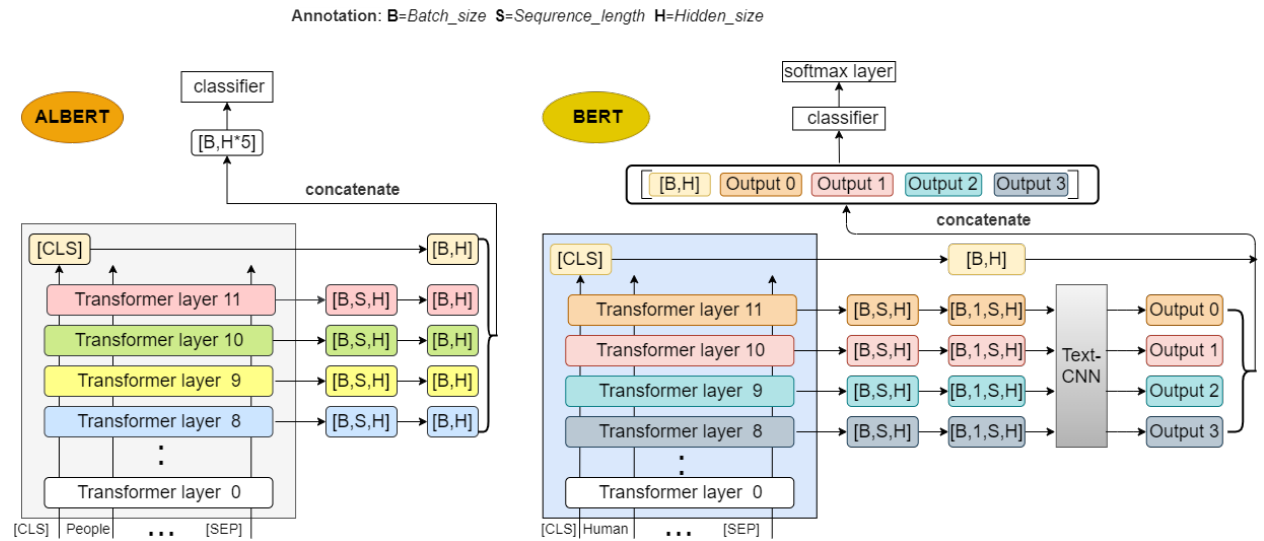 Annotation: B=Batch_size S=Sequrence_length H=Hidden_size
ALBERT
classifier
[B,H*5]
concatenate
[CLS]
[B,H]
Transformer layer 11
[B,S,H]
[B,H]
Transformer layer 10
[B,S,H]
[B,H]
Transformer layer 9
[B,S,H]
[B,H]
Transformer layer 8
[B,S,H]
[B,H]
:
Transformer layer 0
[CLS] People ... [SEP]
BERT
softmax layer
classifier
[B,H] Output 0 Output 1 Output 2 Output 3
concatenate
[CLS]
[B,H]
Transformer layer 11
[B,S,H]
[B,1,S,H]
Output 0
Transformer layer 10
[B,S,H]
[B,1,S,H]
Output 1
Transformer layer 9
[B,S,H]
[B,1,S,H]
Output 2
Transformer layer 8
[B,S,H]
[B,1,S,H]
Output 3
Text-
CNN
:
Transformer layer 0
[CLS] Human ... [SEP]